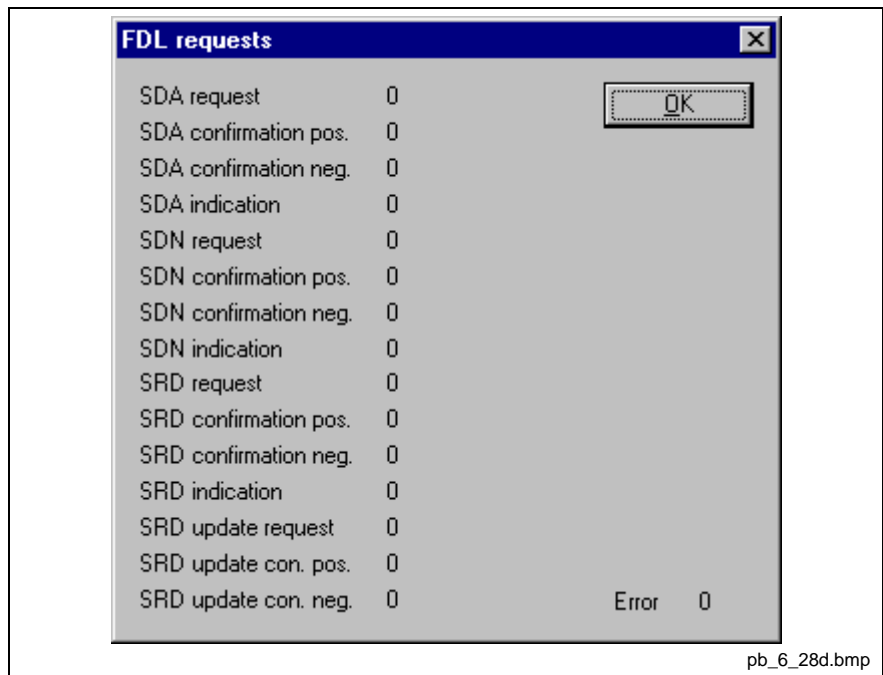 FDL requests
SDA request 0
OK
SDA confirmation pos. 0
SDA confirmation neg. 0
SDA indication 0
SDN request 0
SDN confirmation pos. 0
SDN confirmation neg. 0
SDN indication 0
SRD request 0
SRD confirmation pos. 0
SRD confirmation neg. 0
SRD indication 0
SRD update request 0
SRD update con. pos. 0
SRD update con. neg. 0
Error 0
pb_6_28d.bmp